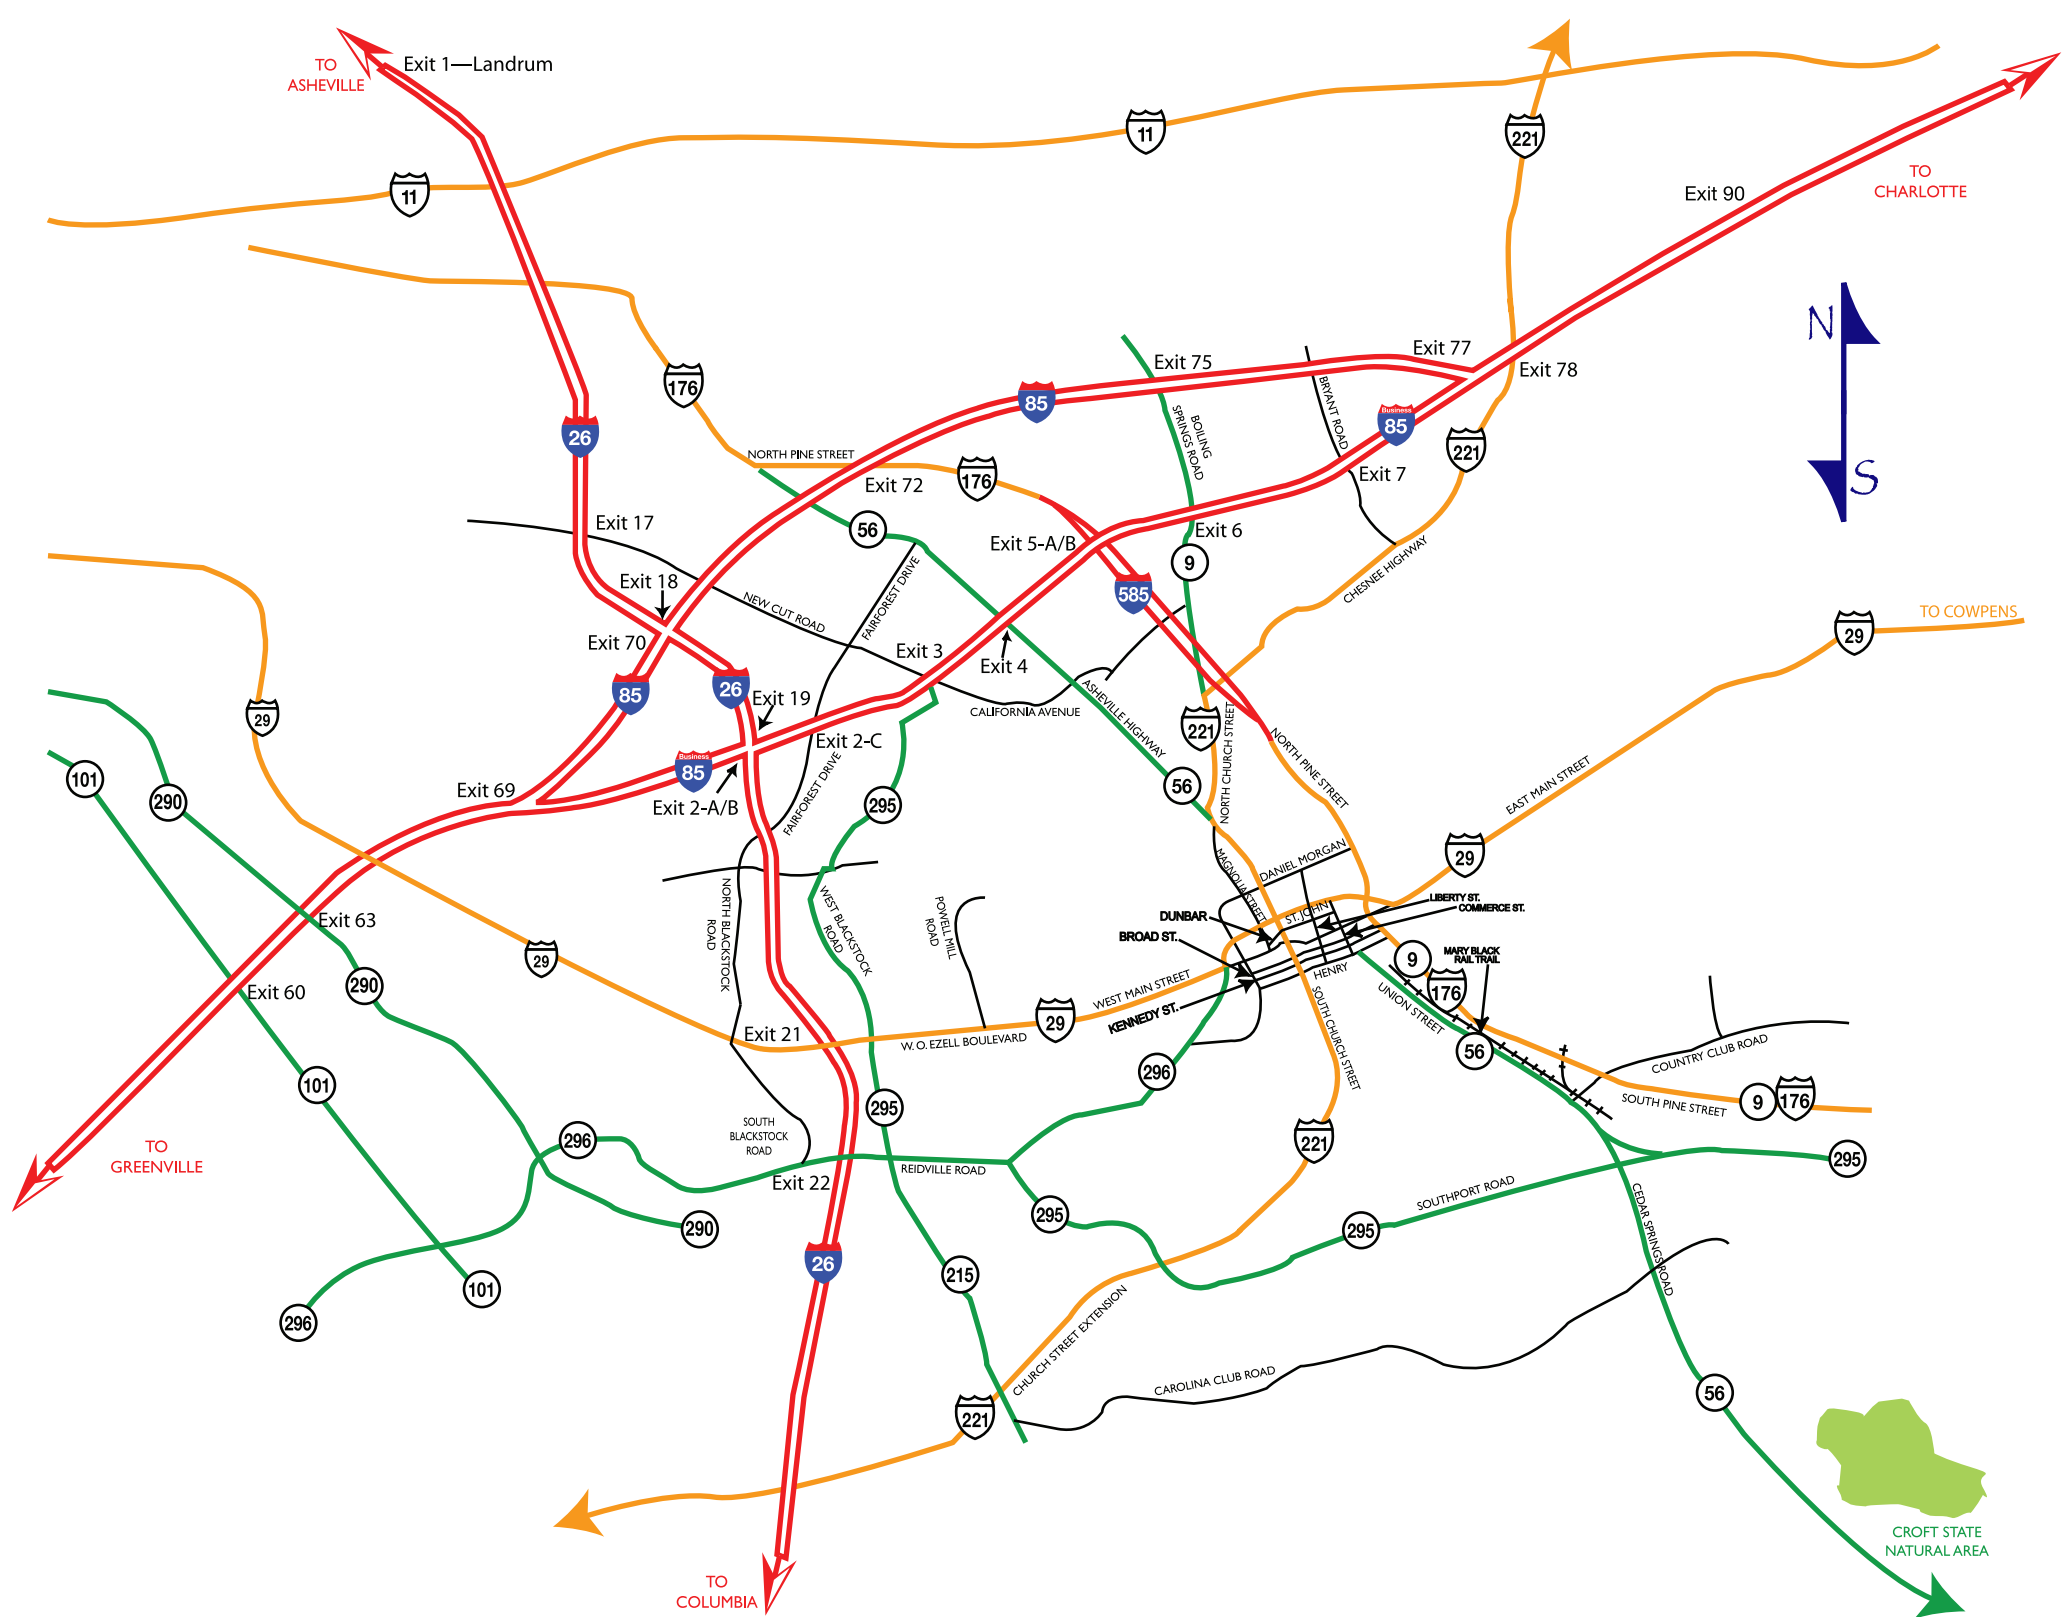 TO
ASHEVILLE
Exit 1—Landrum
11
221
11
TO
CHARLOTTE
Exit 90
N
S
176
Exit 75
Exit 77
Exit 78
85
BRYANT ROAD
Business
85
26
BOILING
SPRINGS ROAD
221
NORTH PINE STREET
176
Exit 72
Exit 7
Exit 17
56
Exit 5-A/B
Exit 6
9
CHESNEE HIGHWAY
Exit 18
NEW CUT ROAD
FAIRFOREST DRIVE
585
TO COWPENS
29
Exit 70
Exit 3
Exit 4
85
26
Exit 19
CALIFORNIA AVENUE
ASHEVILLE HIGHWAY
29
221
NORTH CHURCH STREET
Exit 2-C
NORTH PINE STREET
Business
85
101
290
Exit 69
Exit 2-A/B
FAIRFOREST DRIVE
295
56
EAST MAIN STREET
29
MAGNOLIA STREET
DANIEL MORGAN
NORTH BLACKSTOCK
ROAD
WEST BLACKSTOCK
ROAD
POWELL MILL
ROAD
LIBERTY ST.
COMMERCE ST.
DUNBAR
ST. JOHN
BROAD ST.
Exit 63
29
9
MARY BLACK
RAIL TRAIL
HENRY
290
Exit 60
176
WEST MAIN STREET
KENNEDY ST.
SOUTH CHURCH STREET
UNION STREET
29
Exit 21
W. O. EZELL BOULEVARD
56
COUNTRY CLUB ROAD
296
101
295
SOUTH PINE STREET
9
176
SOUTH
BLACKSTOCK
ROAD
296
221
TO
GREENVILLE
REIDVILLE ROAD
295
Exit 22
SOUTHPORT ROAD
CEDAR SPRINGS ROAD
290
295
295
26
215
101
296
CHURCH STREET EXTENSION
CAROLINA CLUB ROAD
56
221
CROFT STATE
NATURAL AREA
TO
COLUMBIA